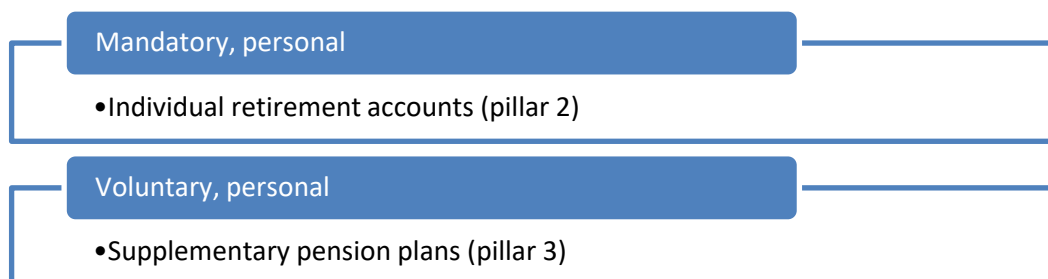 Mandatory, personal
•Individual retirement accounts (pillar 2)
Voluntary, personal
•Supplementary pension plans (pillar 3)